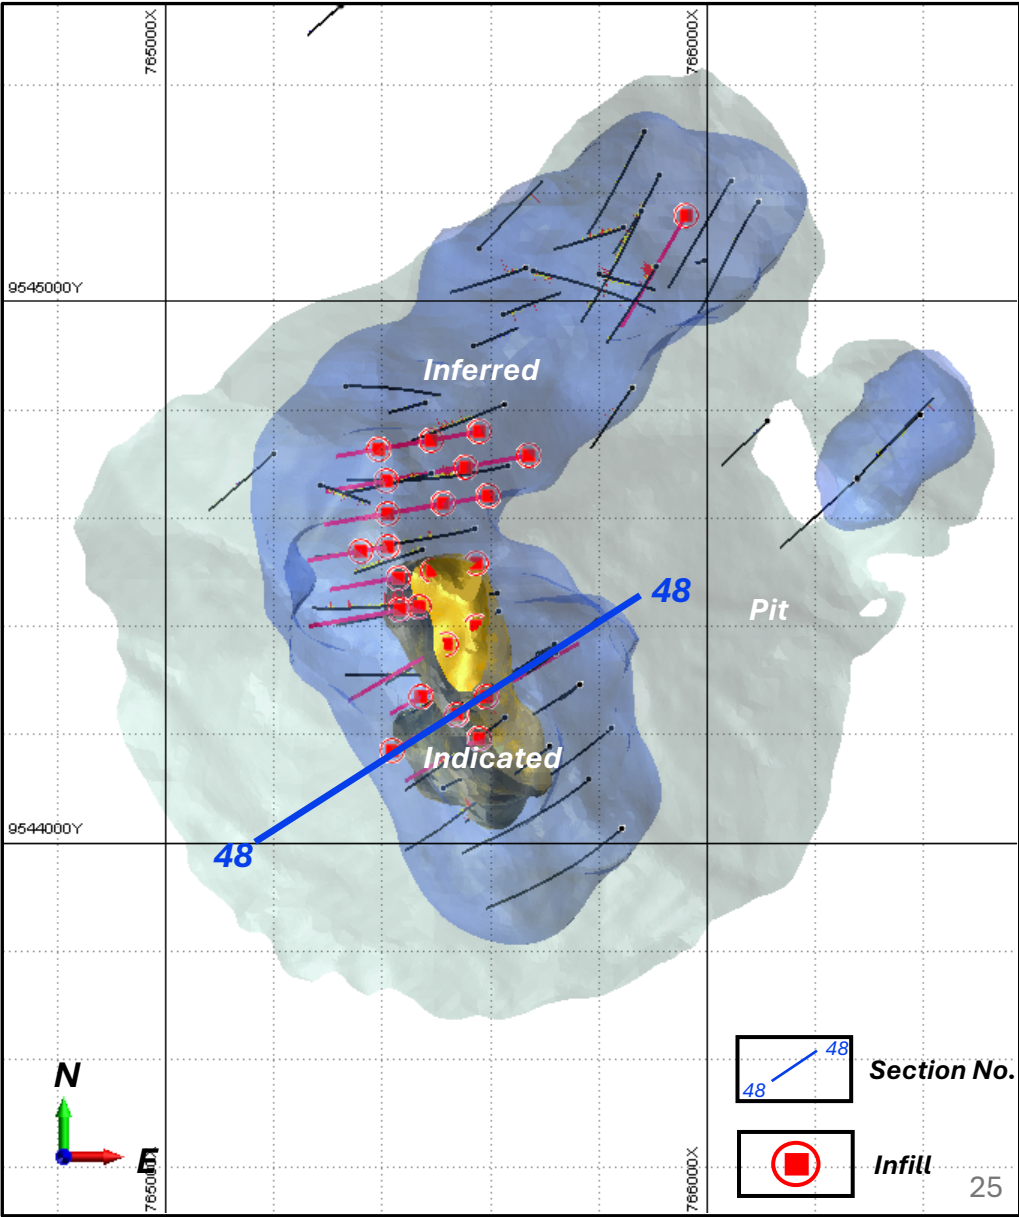 765000X
766000X
9545000Y
Inferred
48
Pit
Indicated
9544000Y
48
48
48
Section No.
N
E
Infill
765000X
766000X
25